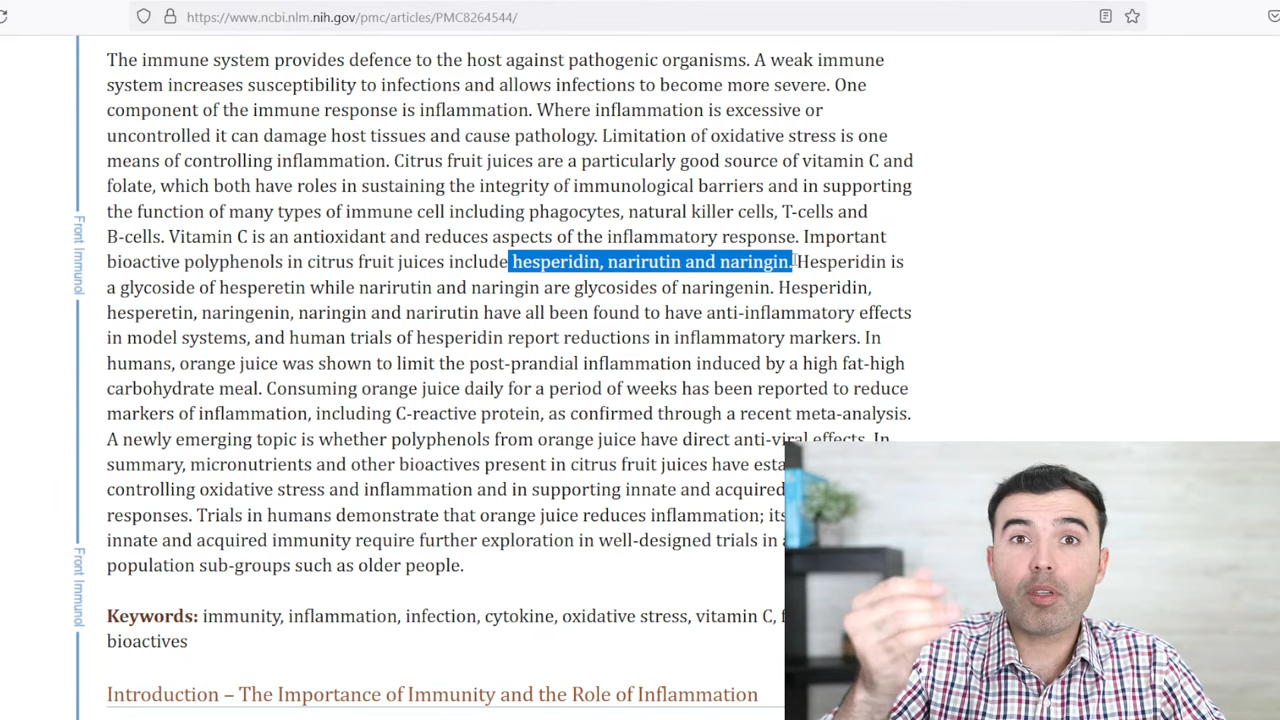 https://www.ncbi.nlm.nih.gov/pmc/articles/PMC8264544/
The immune system provides defence to the host against pathogenic organisms. A weak immune
system increases susceptibility to infections and allows infections to become more severe. One
component of the immune response is inflammation. Where inflammation is excessive or
uncontrolled it can damage host tissues and cause pathology. Limitation of oxidative stress is one
means of controlling inflammation. Citrus fruit juices are a particularly good source of vitamin C and
folate, which both have roles in sustaining the integrity of immunological barriers and in supporting
the function of many types of immune cell including phagocytes, natural killer cells, T-cells and
B-cells. Vitamin C is an antioxidant and reduces aspects of the inflammatory response. Important
bioactive polyphenols in citrus fruit juices include hesperidin, narirutin and naringin. Hesperidin is
a glycoside of hesperetin while narirutin and naringin are glycosides of naringenin. Hesperidin,
hesperetin, naringenin, naringin and narirutin have all been found to have anti-inflammatory effects
in model systems, and human trials of hesperidin report reductions in inflammatory markers. In
humans, orange juice was shown to limit the post-prandial inflammation induced by a high fat-high
carbohydrate meal. Consuming orange juice daily for a period of weeks has been reported to reduce
markers of inflammation, including C-reactive protein, as confirmed through a recent meta-analysis.
A newly emerging topic is whether polyphenols from orange juice have direct anti-viral effects. In
summary, micronutrients and other bioactives present in citrus fruit juices have esta
controlling oxidative stress and inflammation and in supporting innate and acquired
responses. Trials in humans demonstrate that orange juice reduces inflammation; its
innate and acquired immunity require further exploration in well-designed trials in
population sub-groups such as older people.
Keywords: immunity, inflammation, infection, cytokine, oxidative stress, vitamin C,
bioactives
Introduction – The Importance of Immunity and the Role of Inflammation
Front Immunol
Front Immunol